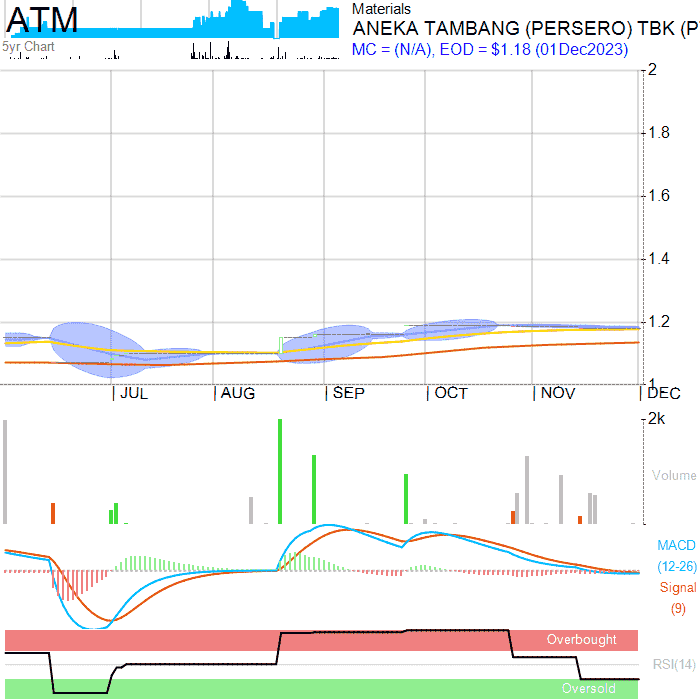 ATM
5yr Chart
Materials
ANEKA TAMBANG (PERSERO) TBK (P
MC = (N/A), EOD = $1.18 (01Dec2023)
2
1.8
1.6
1.4
1.2
1
JUL
AUG
SEP
OCT
NOV
DEC
2k
Volume
MACD
(12-26)
Signal
(9)
Overbought
RSI(14)
Oversold